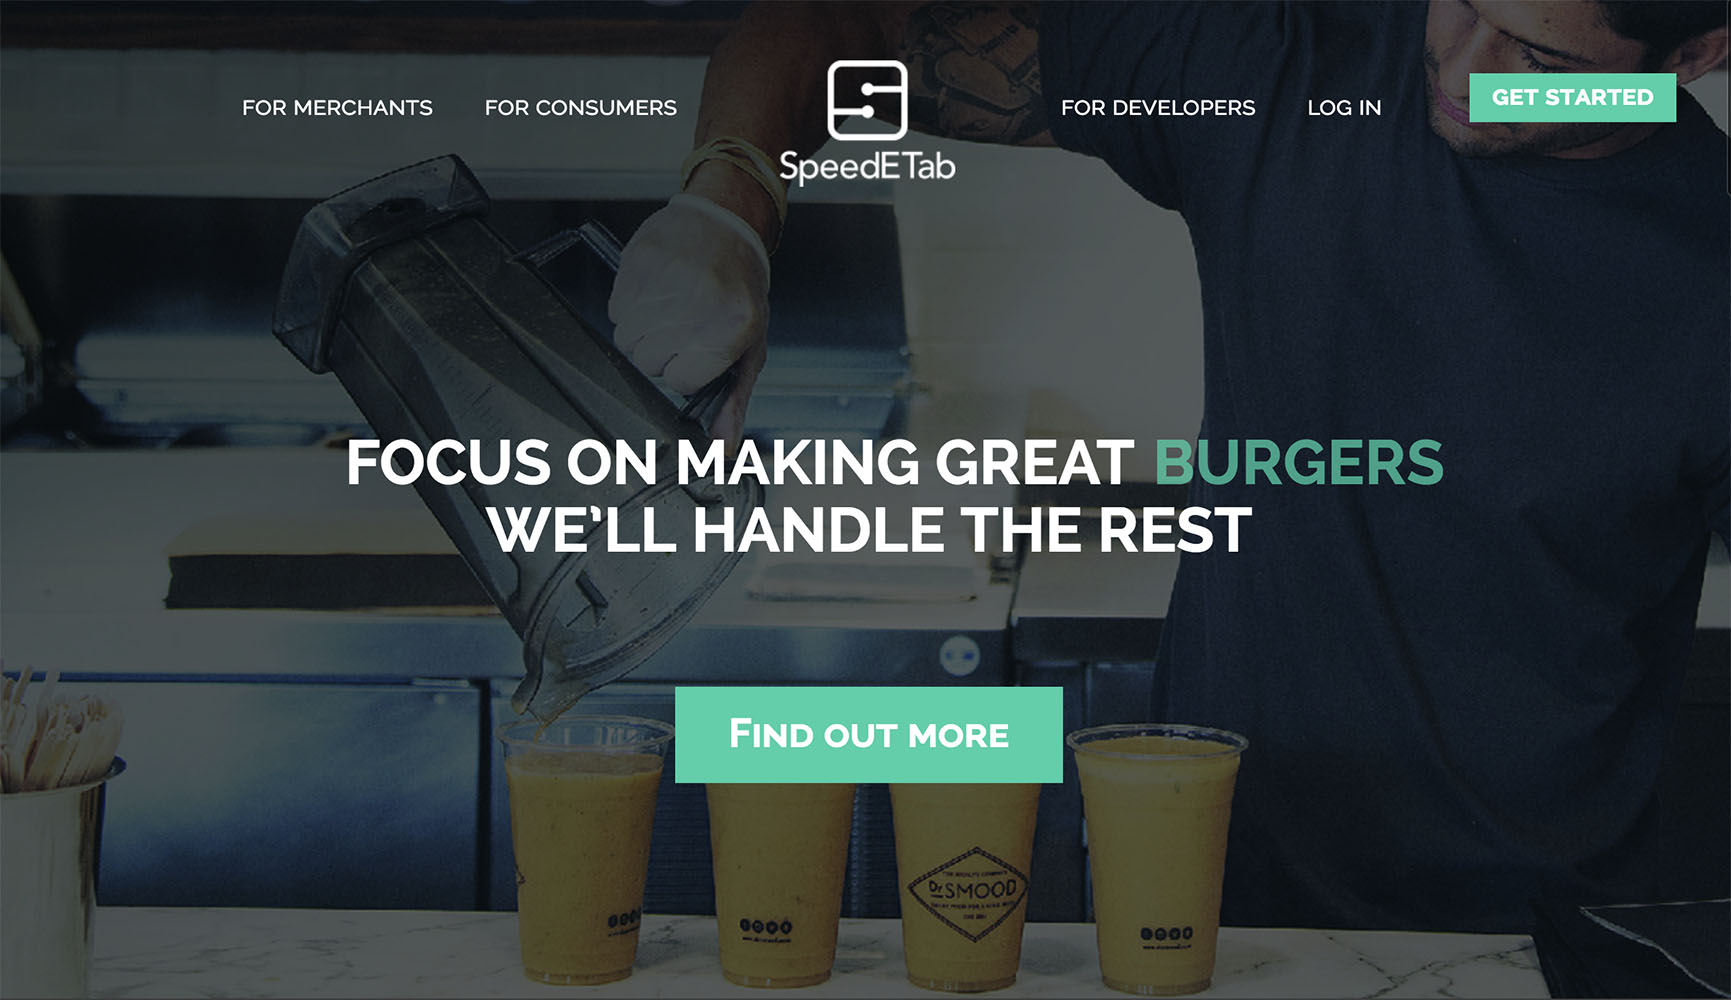 FOR MERCHANTS
FOR CONSUMERS
SpeedETab
FOR DEVELOPERS
LOG IN
GET STARTED
FOCUS ON MAKING GREAT BURGERS
WE'LL HANDLE THE REST
FIND OUT MORE
Dr SMOOD